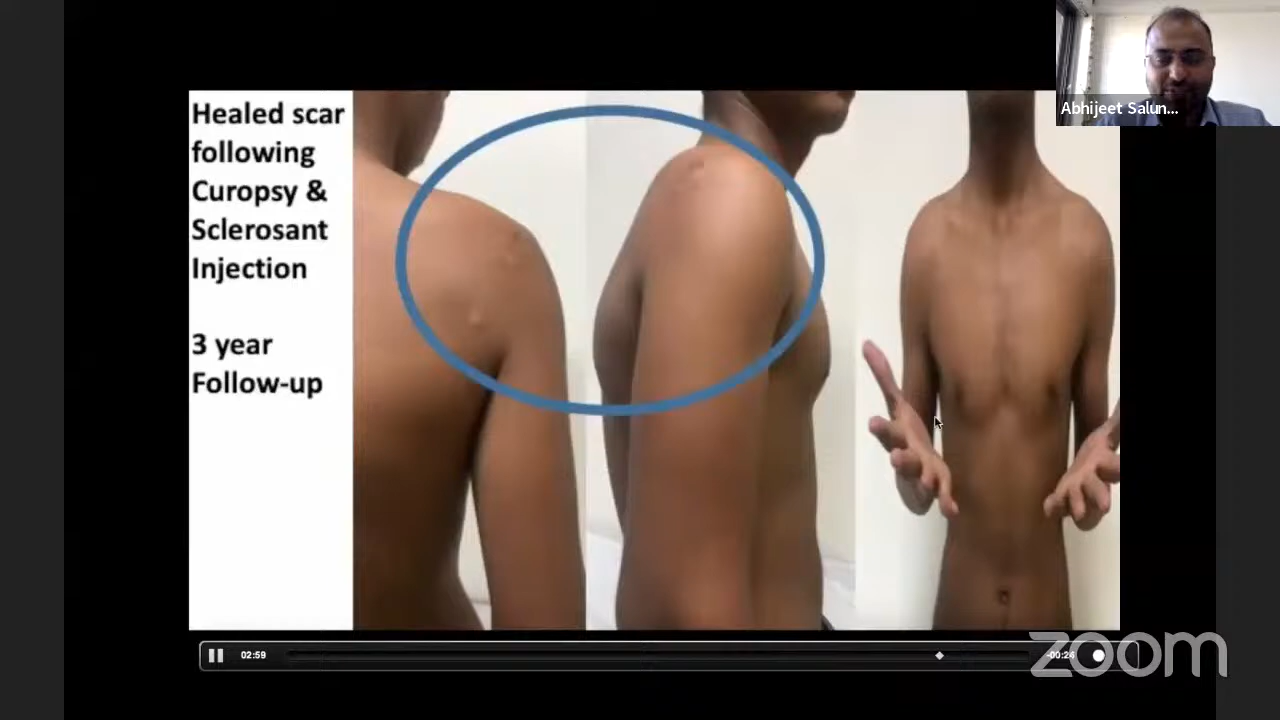 Abhijeet Salun...
Healed scar
following
Curopsy &
Sclerosant
Injection
3 year
Follow-up
02:59
-00:24
zoom